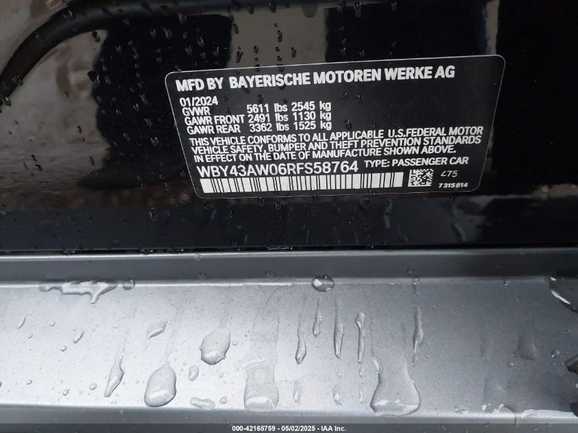 MFD BY BAYERISCHE MOTOREN WERKE AG
01/2024
GVWR 5611 lbs 2545 kg
GAWR FRONT 2491 lbs 1130 kg
GAWR REAR 3362 lbs 1525 kg
THIS VEHICLE CONFORMS TO ALL APPLICABLE U.S.FEDERAL MOTOR
VEHICLE SAFETY, BUMPER AND THEFT PREVENTION STANDARDS IN
EFFECT ON THE DATE OF MANUFACTURE SHOWN ABOVE.
WBY43AW06RFS58764 TYPE: PASSENGER CAR
475
7315814
000-42165759 - 05/02/2025 - IAA Inc.